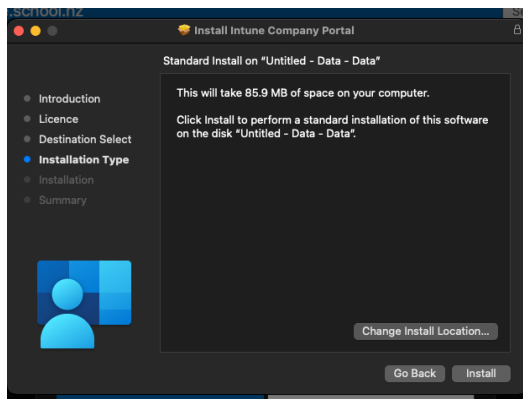 .school.nz
Install Intune Company Portal
Standard Install on “Untitled - Data - Data”
Introduction
Licence
Destination Select
Installation Type
Installation
Summary
This will take 85.9 MB of space on your computer.
Click Install to perform a standard installation of this software
on the disk “Untitled - Data - Data”.
Change Install Location...
Go Back
Install